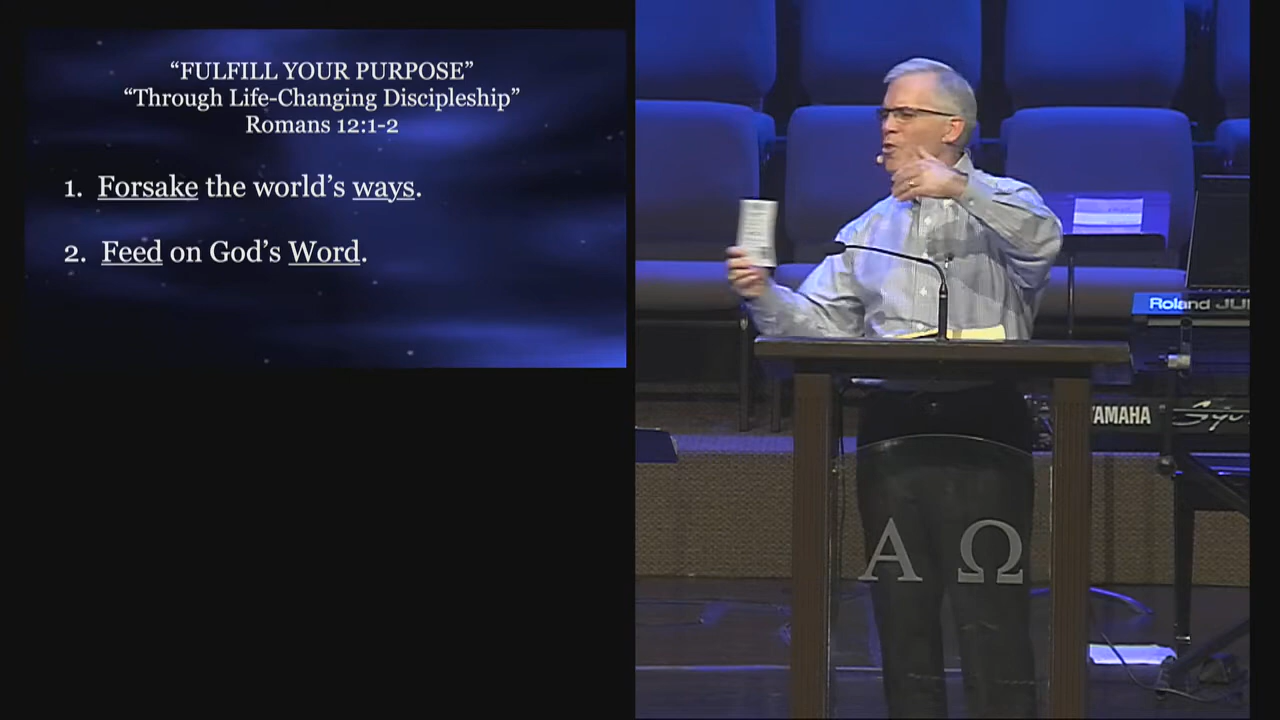 “FULFILL YOUR PURPOSE”
“Through Life-Changing Discipleship”
Romans 12:1-2
1. Forsake the world’s ways.
2. Feed on God’s Word.
Roland
YAMAHA
Α Ω